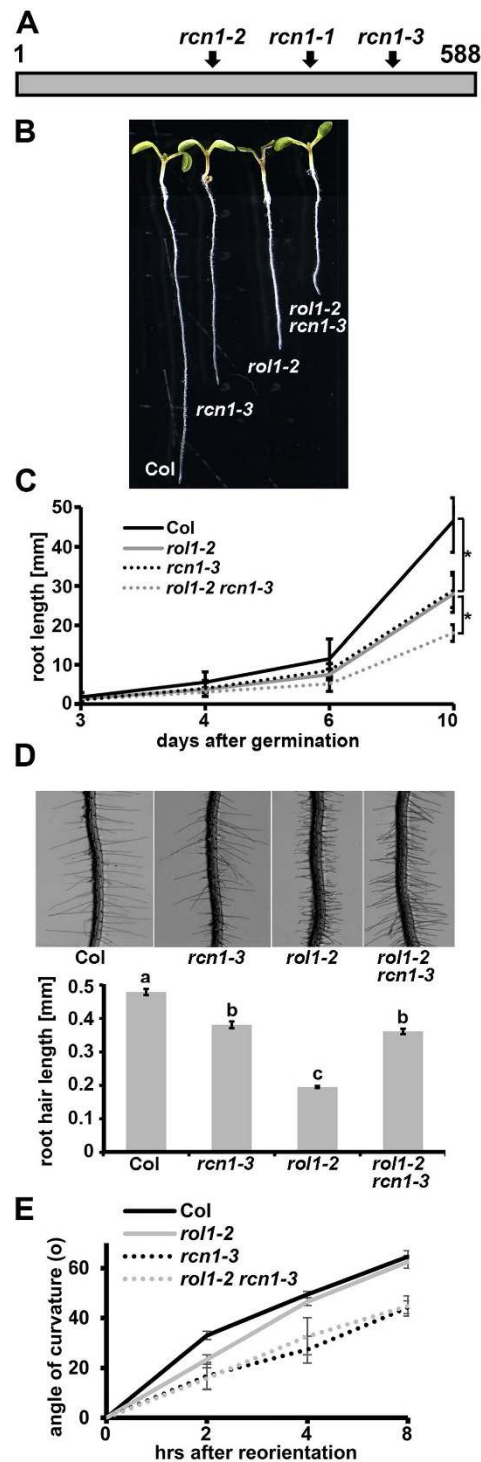 A
rcn1-2 rcn1-1 rcn1-3
1 588
B
rol1-2
rcn1-3
rol1-2
rcn1-3
Col
C
50
40
30
20
10
0
root length [mm]
Col
rol1-2
rcn1-3
rol1-2 rcn1-3
*
*
3 4 6 10
days after germination
D
Col rcn1-3 rol1-2 rol1-2
rcn1-3
0.5
0.4
0.3
0.2
0.1
0
root hair length [mm]
a
b
c
b
Col rcn1-3 rol1-2 rol1-2
rcn1-3
E
Col
rol1-2
rcn1-3
rol1-2 rcn1-3
60
40
20
0
angle of curvature (o)
0 2 4 8
hrs after reorientation